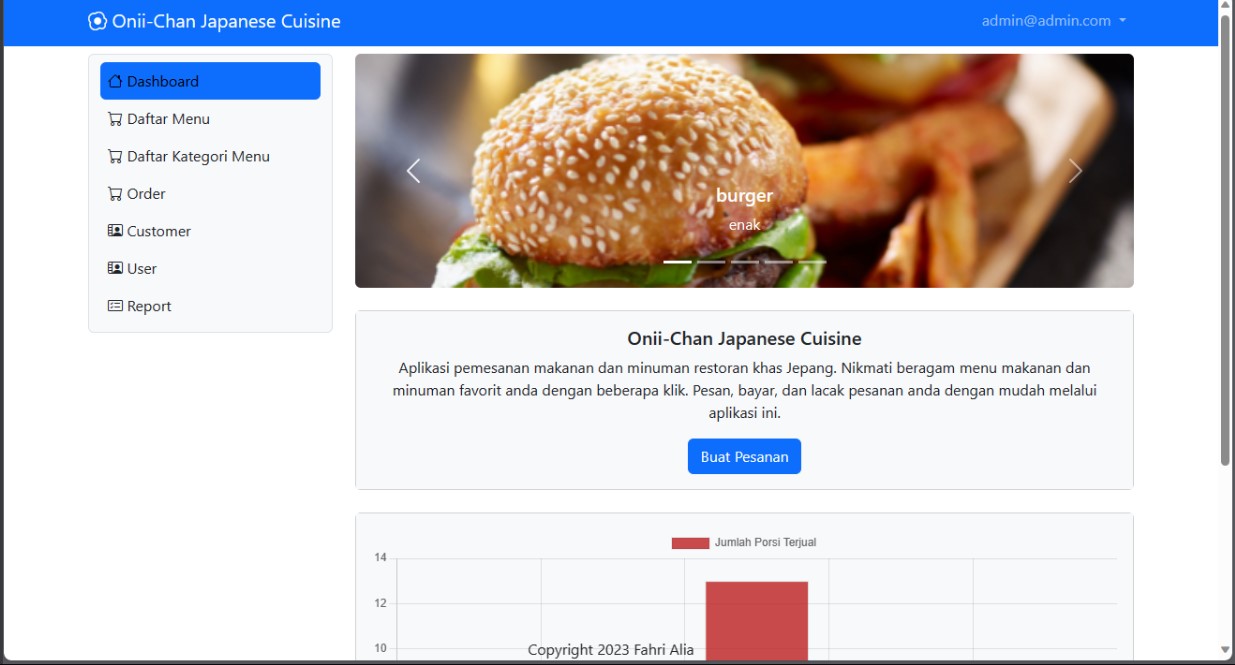 Onii-Chan Japanese Cuisine
admin@admin.com
Dashboard
Daftar Menu
Daftar Kategori Menu
Order
Customer
User
Report
burger
enak
Onii-Chan Japanese Cuisine
Aplikasi pemesanan makanan dan minuman restoran khas Jepang. Nikmati beragam menu makanan dan
minuman favorit anda dengan beberapa klik. Pesan, bayar, dan lacak pesanan anda dengan mudah melalui
aplikasi ini.
Buat Pesanan
Jumlah Porsi Terjual
14
12
10
Copyright 2023 Fahri Alia